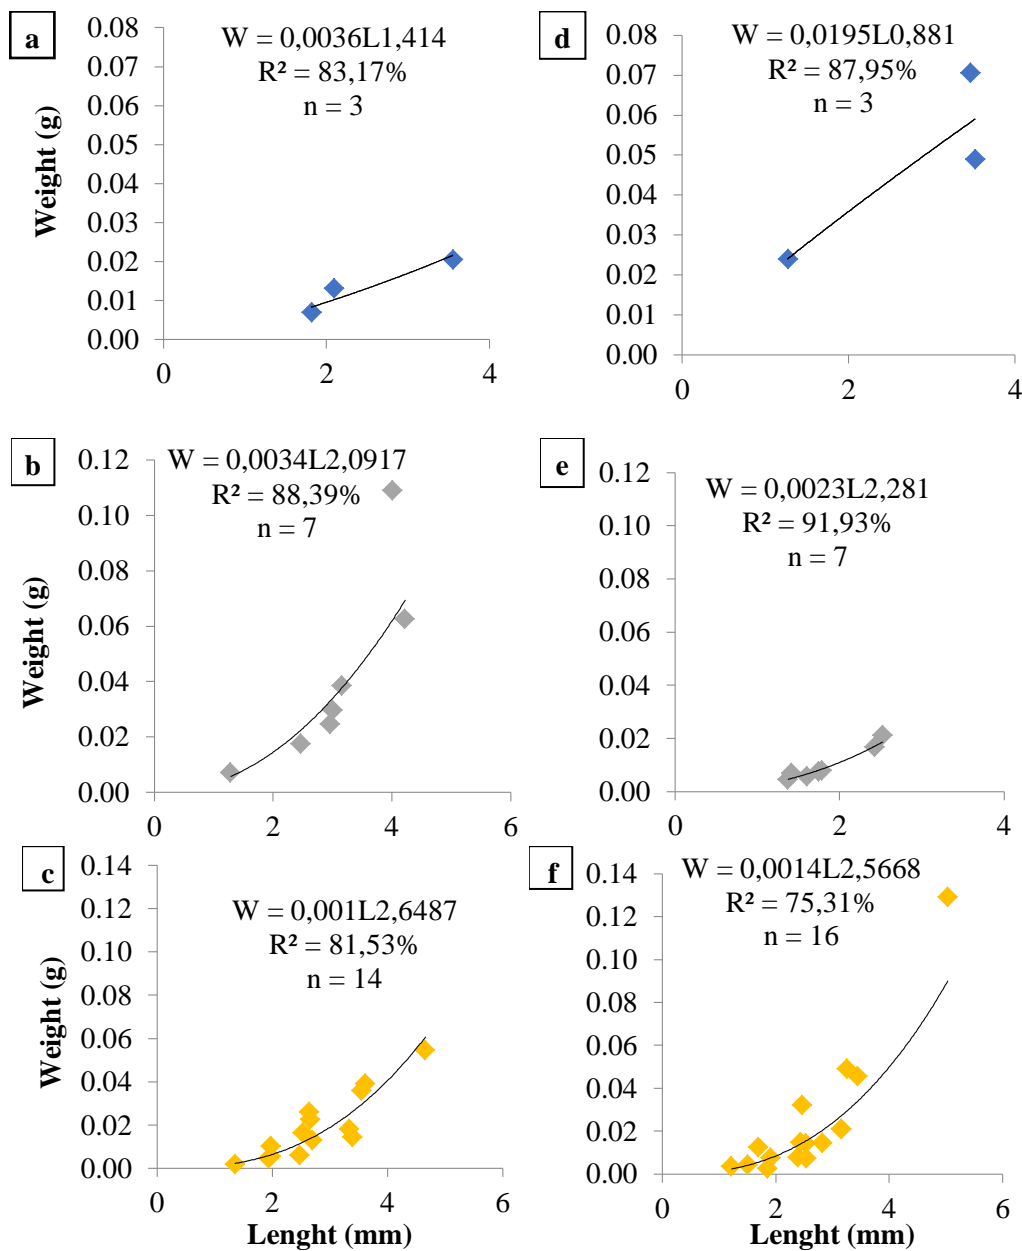 a
W = 0,0036L1,414
R² = 83,17%
n = 3
Weight (g)
0.08
0.07
0.06
0.05
0.04
0.03
0.02
0.01
0.00
0
2
4
d
W = 0,0195L0,881
R² = 87,95%
n = 3
0.08
0.07
0.06
0.05
0.04
0.03
0.02
0.01
0.00
0
2
4
b
W = 0,0034L2,0917
R² = 88,39%
n = 7
Weight (g)
0.12
0.10
0.08
0.06
0.04
0.02
0.00
0
2
4
6
e
W = 0,0023L2,281
R² = 91,93%
n = 7
0.12
0.10
0.08
0.06
0.04
0.02
0.00
0
2
4
c
W = 0,001L2,6487
R² = 81,53%
n = 14
Weight (g)
0.14
0.12
0.10
0.08
0.06
0.04
0.02
0.00
0
2
4
6
Lenght (mm)
f
W = 0,0014L2,5668
R² = 75,31%
n = 16
0.14
0.12
0.10
0.08
0.06
0.04
0.02
0.00
0
2
4
6
Lenght (mm)